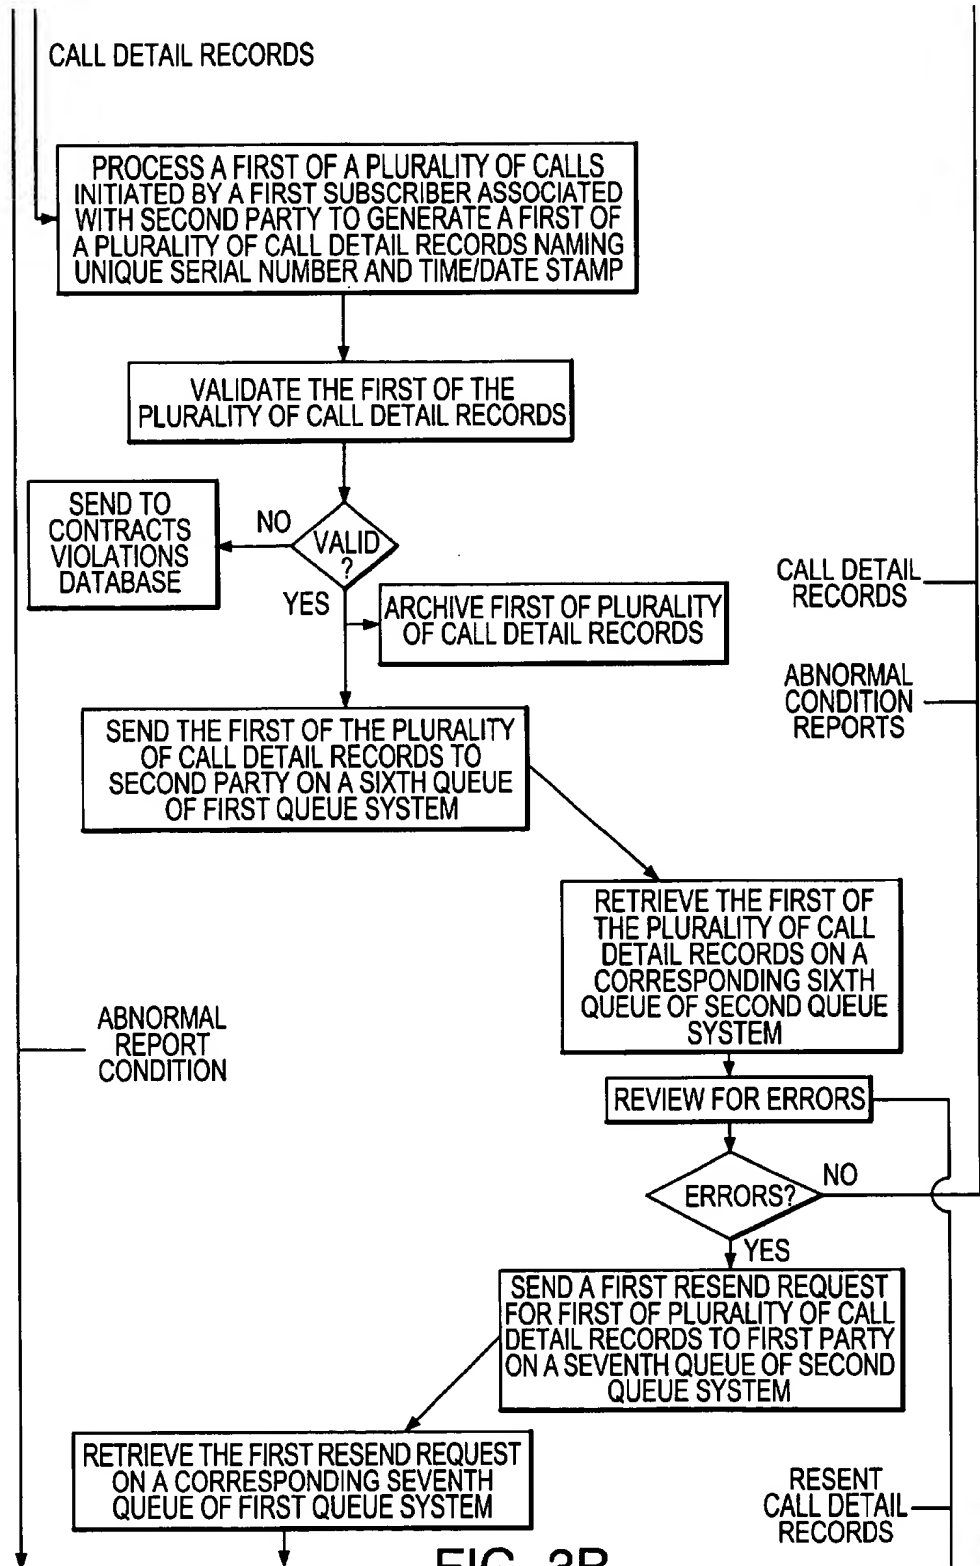 CALL DETAIL RECORDS
PROCESS A FIRST OF A PLURALITY OF CALLS
INITIATED BY A FIRST SUBSCRIBER ASSOCIATED
WITH SECOND PARTY TO GENERATE A FIRST OF
A PLURALITY OF CALL DETAIL RECORDS NAMING
UNIQUE SERIAL NUMBER AND TIME/DATE STAMP
VALIDATE THE FIRST OF THE
PLURALITY OF CALL DETAIL RECORDS
SEND TO
CONTRACTS
VIOLATIONS
DATABASE
NO
VALID
?
YES
ARCHIVE FIRST OF PLURALITY
OF CALL DETAIL RECORDS
CALL DETAIL
RECORDS
ABNORMAL
CONDITION
REPORTS
SEND THE FIRST OF THE PLURALITY
OF CALL DETAIL RECORDS TO
SECOND PARTY ON A SIXTH QUEUE
OF FIRST QUEUE SYSTEM
RETRIEVE THE FIRST OF
THE PLURALITY OF CALL
DETAIL RECORDS ON A
CORRESPONDING SIXTH
QUEUE OF SECOND QUEUE
SYSTEM
ABNORMAL
REPORT
CONDITION
REVIEW FOR ERRORS
ERRORS?
NO
YES
SEND A FIRST RESEND REQUEST
FOR FIRST OF PLURALITY OF CALL
DETAIL RECORDS TO FIRST PARTY
ON A SEVENTH QUEUE OF SECOND
QUEUE SYSTEM
RETRIEVE THE FIRST RESEND REQUEST
ON A CORRESPONDING SEVENTH
QUEUE OF FIRST QUEUE SYSTEM
RESENT
CALL DETAIL
RECORDS
FIG. 3B